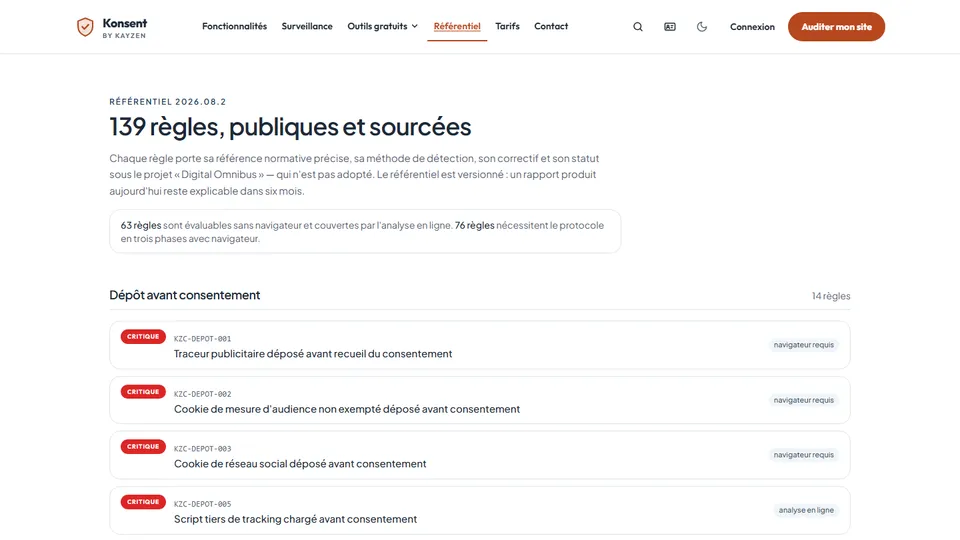 Konsent
BY KAYZEN
Fonctionnalités
Surveillance
Outils gratuits
Référentiel
Tarifs
Contact
Connexion
Auditer mon site
RÉFÉRENTIEL 2026.08.2
139 règles, publiques et sourcées
Chaque règle porte sa référence normative précise, sa méthode de détection, son correctif et son statut
sous le projet « Digital Omnibus » — qui n'est pas adopté. Le référentiel est versionné : un rapport produit
aujourd'hui reste explicable dans six mois.
63 règles sont évaluables sans navigateur et couvertes par l'analyse en ligne. 76 règles nécessitent le protocole
en trois phases avec navigateur.
Dépôt avant consentement
14 règles
CRITIQUE
KZC-DEPOT-001
Traceur publicitaire déposé avant recueil du consentement
navigateur requis
CRITIQUE
KZC-DEPOT-002
Cookie de mesure d'audience non exempté déposé avant consentement
navigateur requis
CRITIQUE
KZC-DEPOT-003
Cookie de réseau social déposé avant consentement
navigateur requis
CRITIQUE
KZC-DEPOT-005
Script tiers de tracking chargé avant consentement
analyse en ligne